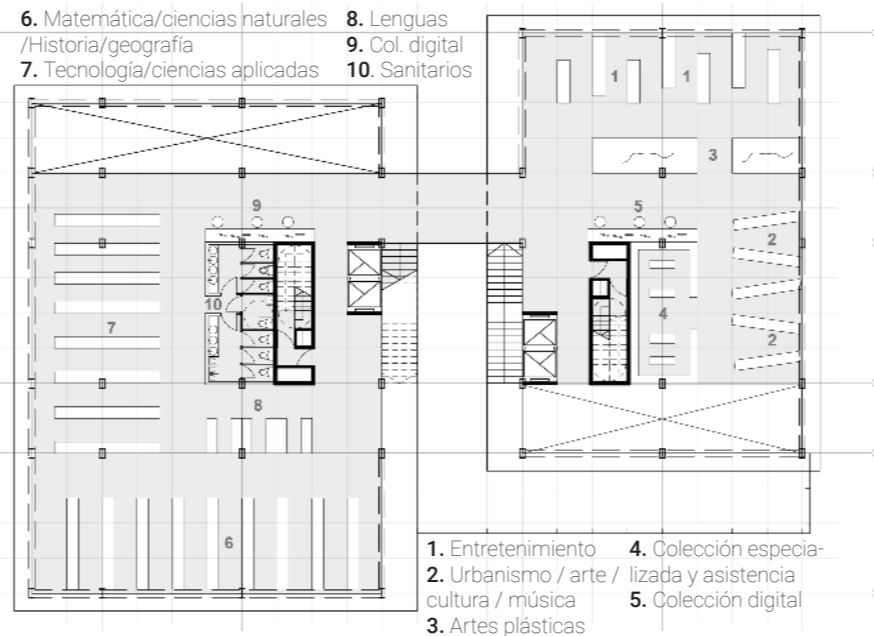 6. Matemática/ciencias naturales
/Historia/geografía
7. Tecnología/ciencias aplicadas
8. Lenguas
9. Col. digital
10. Sanitarios
1
1
3
9
5
2
10
7
4
2
8
6
1. Entretenimiento
2. Urbanismo / arte /
cultura / música
3. Artes plásticas
4. Colección especia-
lizada y asistencia
5. Colección digital